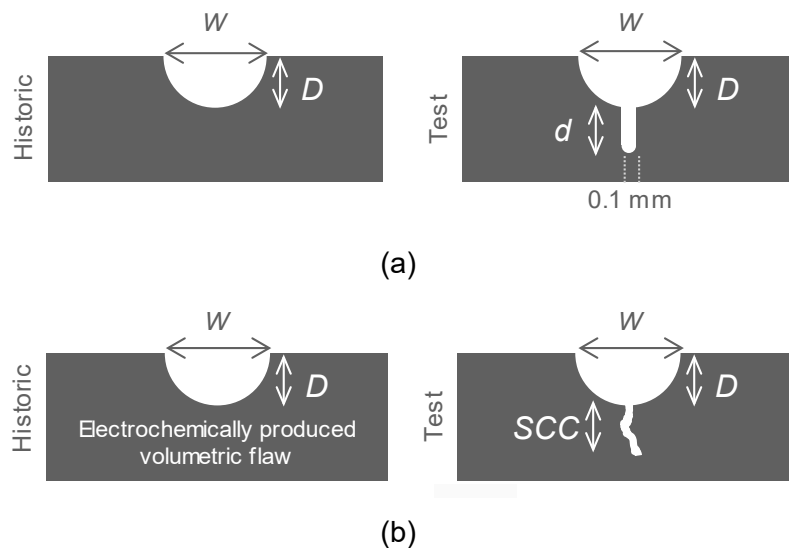 W
D
Historic
W
D
d
Test
0.1 mm
(a)
W
D
Historic
Electrochemically produced
volumetric flaw
W
D
SCC
Test
(b)